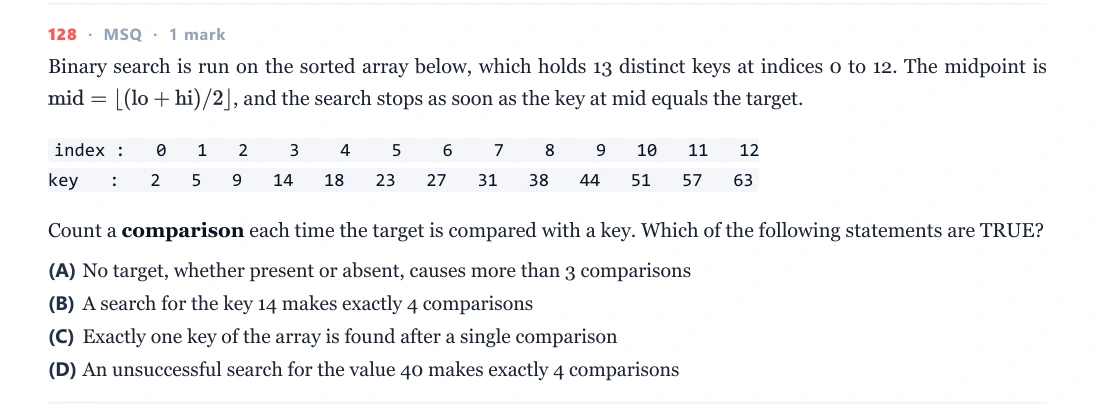 128 · MSQ · 1 mark
Binary search is run on the sorted array below, which holds 13 distinct keys at indices 0 to 12. The midpoint is
mid = ⌊(lo + hi)/2⌋, and the search stops as soon as the key at mid equals the target.
index : 0 1 2 3 4 5 6 7 8 9 10 11 12
key : 2 5 9 14 18 23 27 31 38 44 51 57 63
Count a comparison each time the target is compared with a key. Which of the following statements are TRUE?
(A) No target, whether present or absent, causes more than 3 comparisons
(B) A search for the key 14 makes exactly 4 comparisons
(C) Exactly one key of the array is found after a single comparison
(D) An unsuccessful search for the value 40 makes exactly 4 comparisons